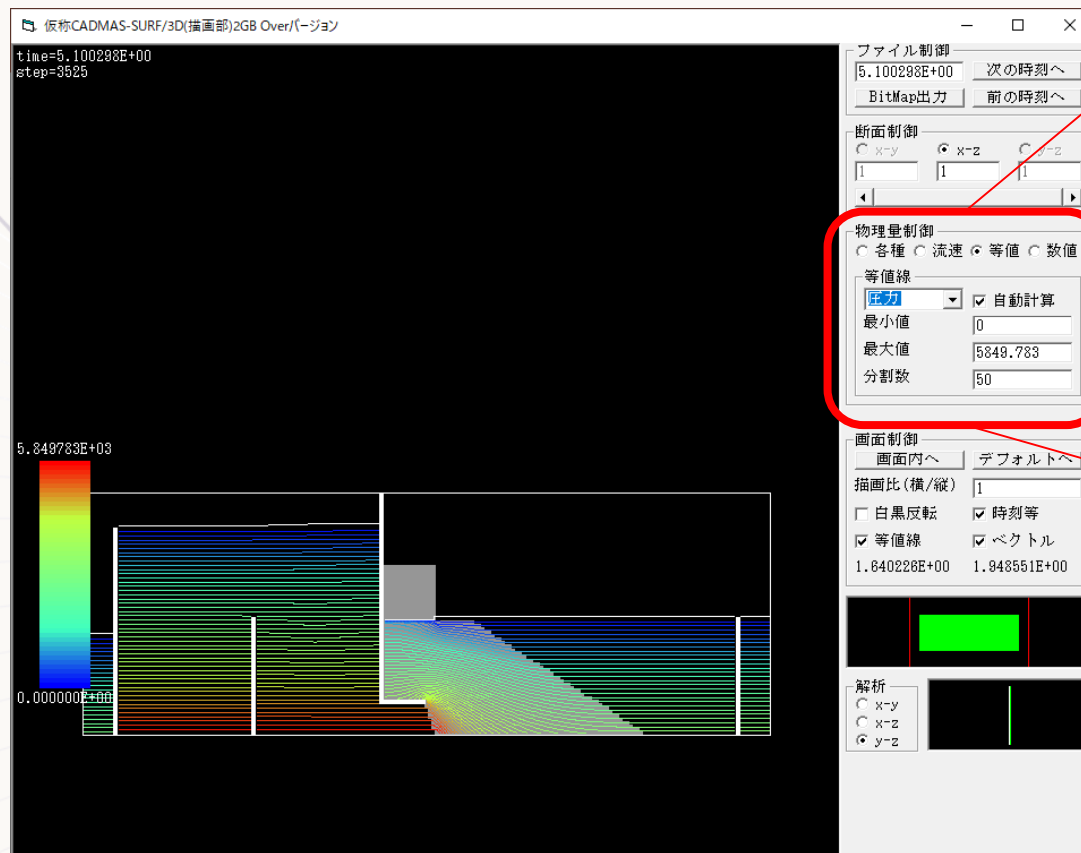 仮称CADMAS-SURF/3D(描画部)2GB Overバージョン
time=5.100298E+00
step=3525
5.849783E+03
0.000000E+00
ファイル制御
5.100298E+00 次の時刻へ
BitMap出力 前の時刻へ
断面制御
x-y x-z y-z
1 1 1
物理量制御
各種 流速 等値 数値
等値線
圧力 自動計算
最小値 0
最大値 5849.783
分割数 50
画面制御
画面内へ デフォルトへ
描画比(横/縦) 1
白黒反転 時刻等
等値線 ベクトル
1.640226E+00 1.948551E+00
解析
x-y
x-z
y-z